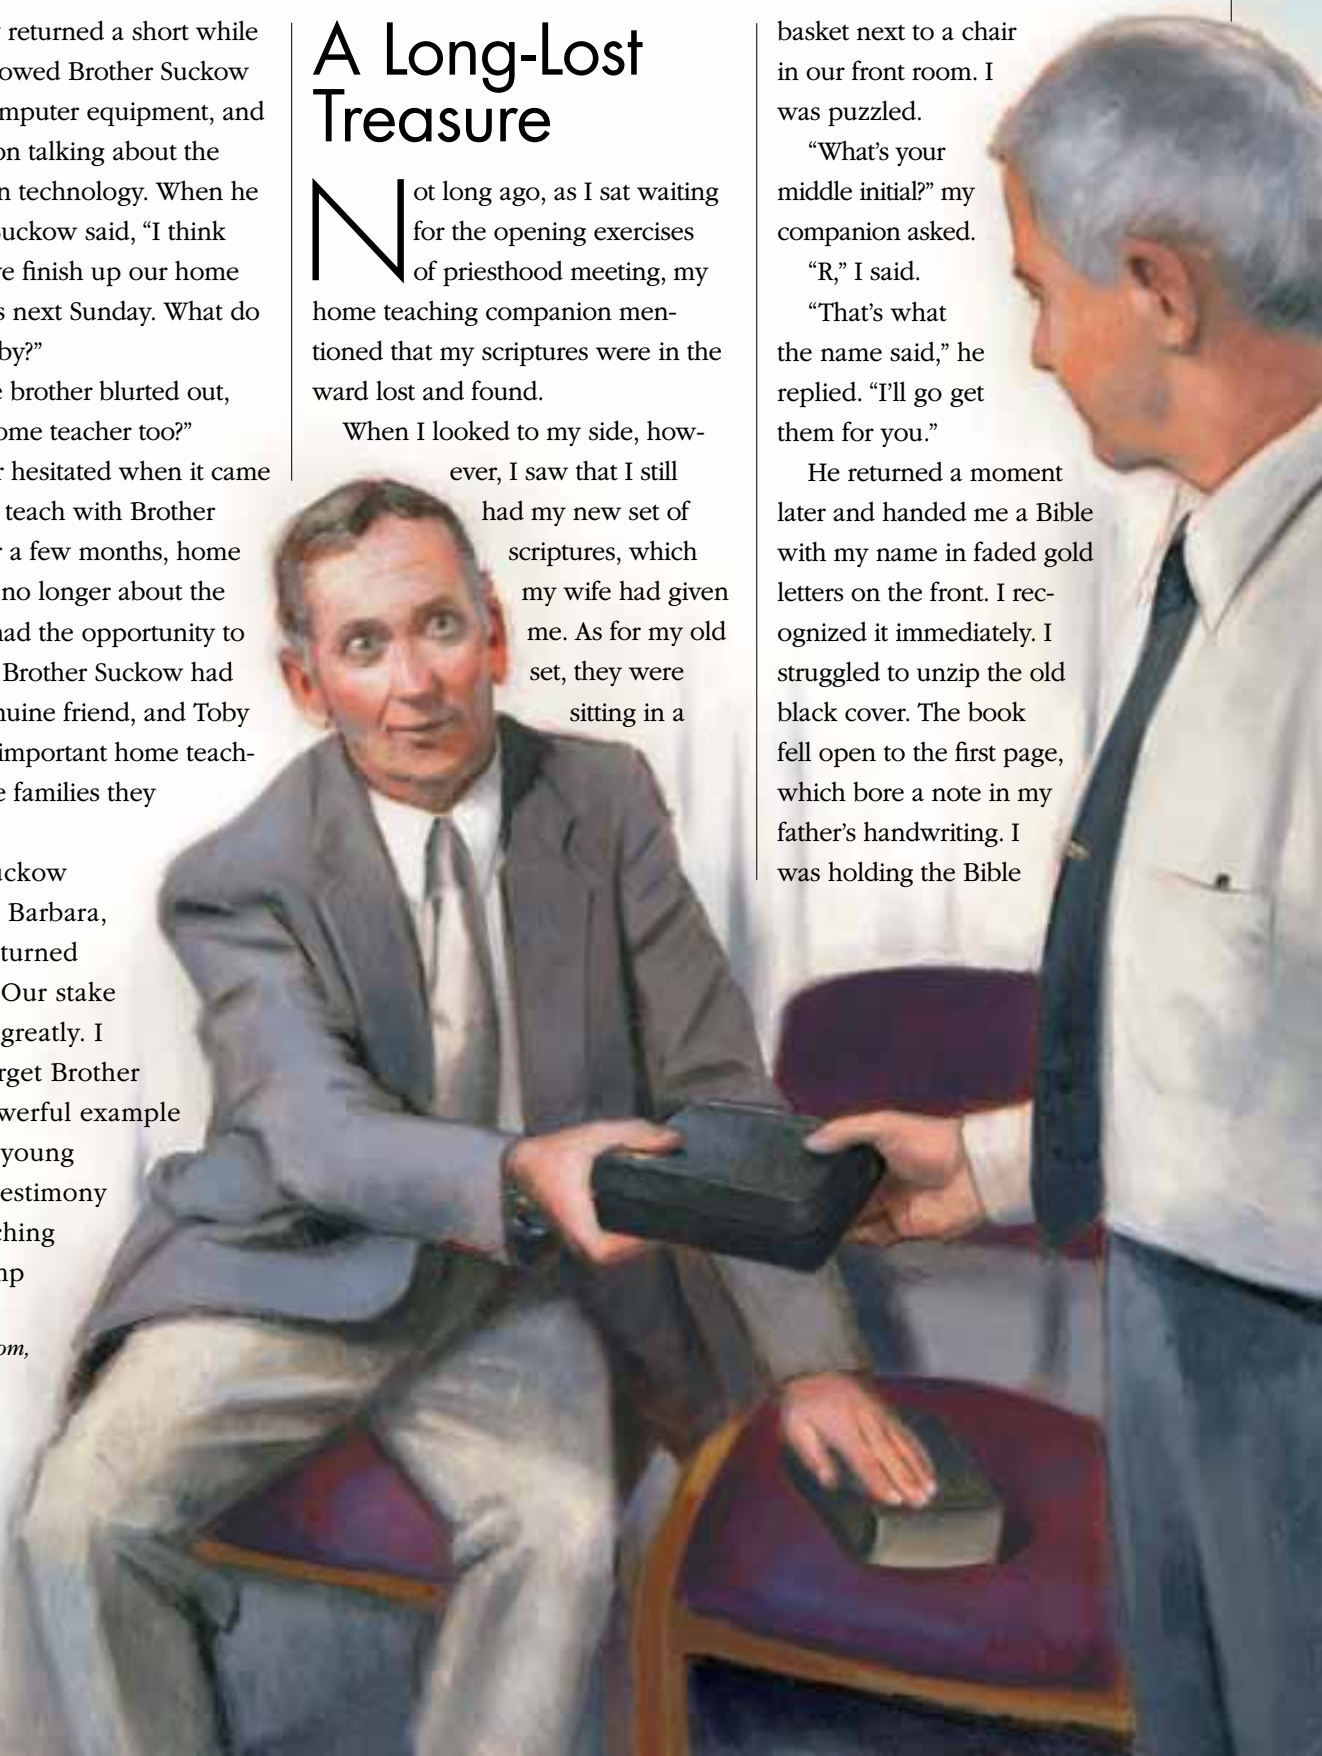 returned a short while
owed Brother Suckow
mputer equipment, and
on talking about the
n technology. When he
Suckow said, “I think
ve finish up our home
s next Sunday. What do
by?”
e brother blurted out,
ome teacher too?”
r hesitated when it came
teach with Brother
r a few months, home
no longer about the
had the opportunity to
Brother Suckow had
nuine friend, and Toby
important home teach-
e families they
uckow
Barbara,
turned
Our stake
greatly. I
rget Brother
werful example
young
estimony
ching
mp
om,
A Long-Lost
Treasure
Not long ago, as I sat waiting
for the opening exercises
of priesthood meeting, my
home teaching companion men-
tioned that my scriptures were in the
ward lost and found.
When I looked to my side, how-
ever, I saw that I still
had my new set of
scriptures, which
my wife had given
me. As for my old
set, they were
sitting in a
basket next to a chair
in our front room. I
was puzzled.
“What’s your
middle initial?” my
companion asked.
“R,” I said.
“That’s what
the name said,” he
replied. “I’ll go get
them for you.”
He returned a moment
later and handed me a Bible
with my name in faded gold
letters on the front. I rec-
ognized it immediately. I
struggled to unzip the old
black cover. The book
fell open to the first page,
which bore a note in my
father’s handwriting. I
was holding the Bible